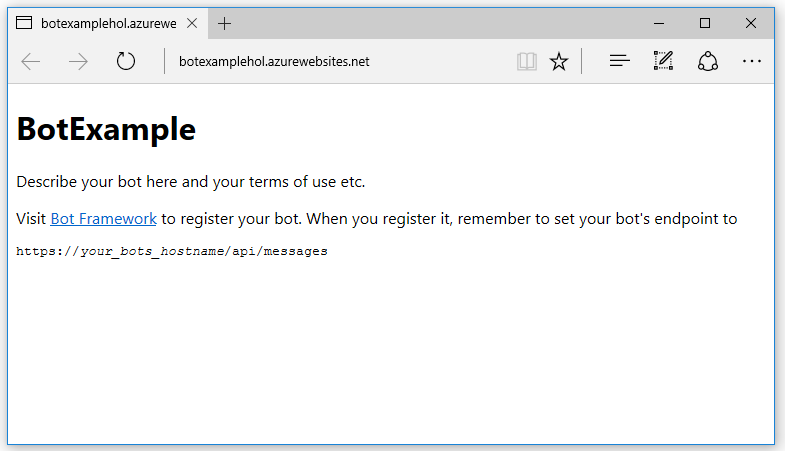 botexamplehol.azurewe
botexamplehol.azurewebsites.net
BotExample
Describe your bot here and your terms of use etc.
Visit Bot Framework to register your bot. When you register it, remember to set your bot's endpoint to
https://your_bots_hostname/api/messages